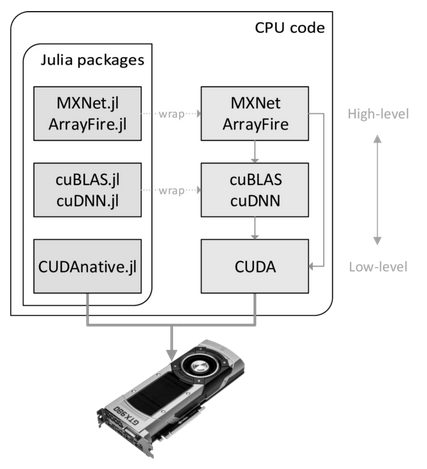 CPU code
Julia packages
MXNet.jl
ArrayFire.jl
wrap
MXNet
ArrayFire
High-level
cuBLAS.jl
cuDNN.jl
wrap
cuBLAS
cuDNN
CUDAnative.jl
CUDA
Low-level
GTX 980